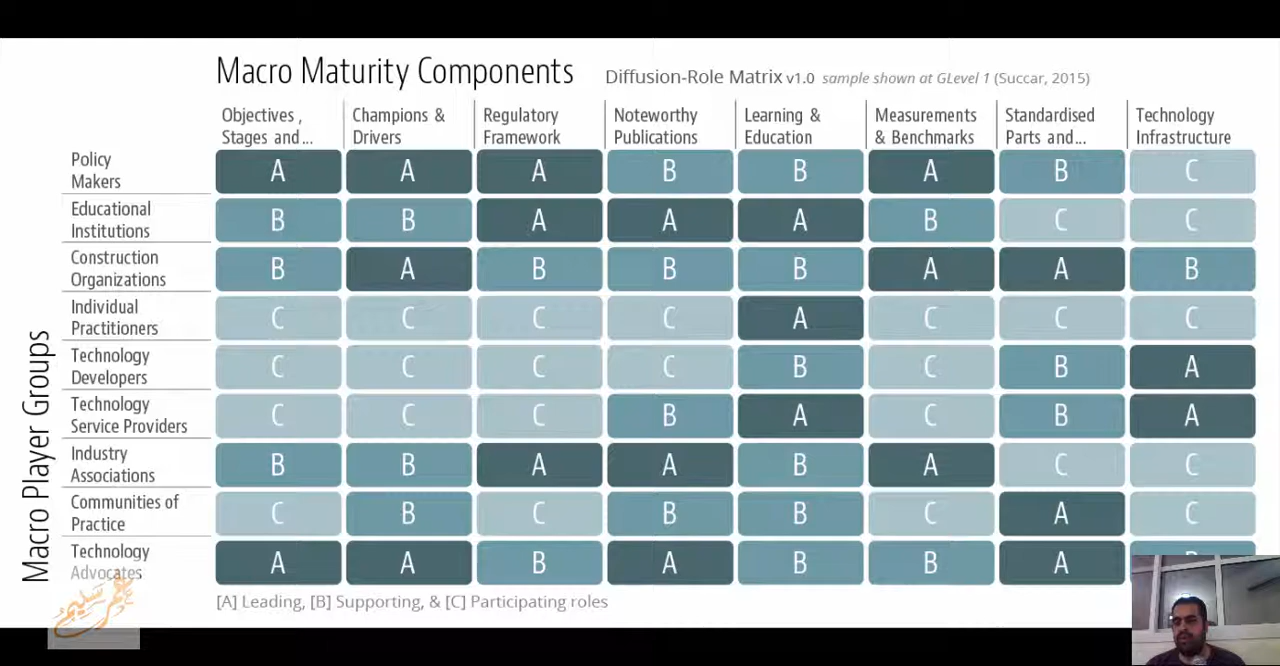 Macro Maturity Components Diffusion-Role Matrix v1.0 sample shown at GLevel 1 (Succar, 2015)
Objectives , Champions & Regulatory Noteworthy Learning & Measurements Standardised Technology
Stages and... Drivers Framework Publications Education & Benchmarks Parts and... Infrastructure
Policy
Makers
A A A B B A B C
Educational
Institutions
B B A A A B C C
Construction
Organizations
B A B B B A A B
Individual
Practitioners
C C C C A C C C
Technology
Developers
C C C C B C B A
Technology
Service Providers
C C C B A C B A
Industry
Associations
B B A A B A C C
Communities of
Practice
C B C B B C A C
Technology
Advocates
A A B A B B A
Macro Player Groups
[A] Leading, [B] Supporting, & [C] Participating roles